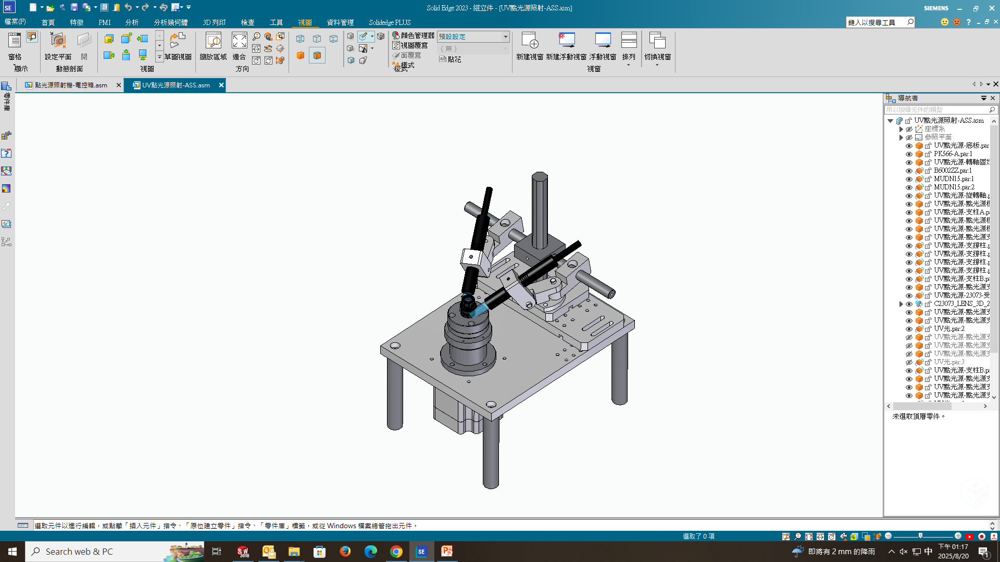 Solid Edge 2023 - 組立件 - [UV點光源照射-ASS.asm]
SIEMENS
檔案(F)
首頁
特徵
PMI
分析
分析幾何體
3D 列印
檢查
工具
視圖
資料管理
Solidedge PLUS
鍵入以搜尋工具
窗格
顯示
設定平面
開
動態剖面
草圖視圖
視圖
縮放區域
適合
方向
顏色管理器
預設設定
視圖覆寫
(無)
面覆寫
貼花
樣式
樣式
新建視窗
新建浮動視窗
浮動視窗
排列
切換視窗
視窗
點光源照射機-電控箱.asm
UV點光源照射-ASS.asm
零件庫
導航者
用以搜尋元件的類型
UV點光源照射-ASS.asm
座標系
參照平面
UV點光源-底板.par
PK566-A.par:1
UV點光源-轉軸固定
B6002ZZ.par:1
MUDN15.par:1
MUDN15.par:2
UV點光源-旋轉軸.p
UV點光源-點光源模
UV點光源-支柱A.pa
UV點光源-點光源模
UV點光源-點光源模
UV點光源-點光源支
UV點光源-支撐柱.p
UV點光源-支撐柱.p
UV點光源-支撐柱.p
UV點光源-支撐柱.p
UV點光源-支柱B.pa
UV點光源-點光源支
UV點光源-23073-受
C23073_LENS_3D_2
UV點光源-點光源支
UV點光源-點光源支
UV光.par:2
UV點光源-點光源支
UV點光源-點光源支
UV點光源-點光源支
UV光.par:3
UV點光源-支柱B.pa
UV點光源-點光源支
UV點光源-點光源支
UV點光源-點光源支
未選取頂層零件。
選取元件以進行編輯，或點擊「插入元件」指令、「原位建立零件」指令、「零件庫」標籤，或從 Windows 檔案總管拖出元件。
選取了 0 項
Search web & PC
即將有 2 mm 的降雨
中
下午 01:17
2025/8/20
1